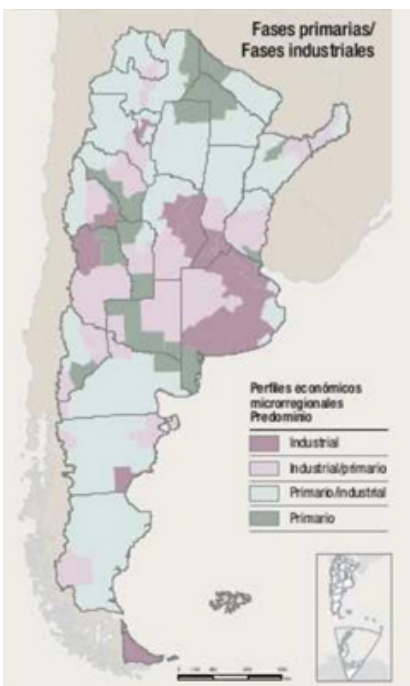 Fases primarias/
Fases industriales
Perfiles económicos
microrregionales
Predominio
Industrial
Industrial/primario
Primario/industrial
Primario